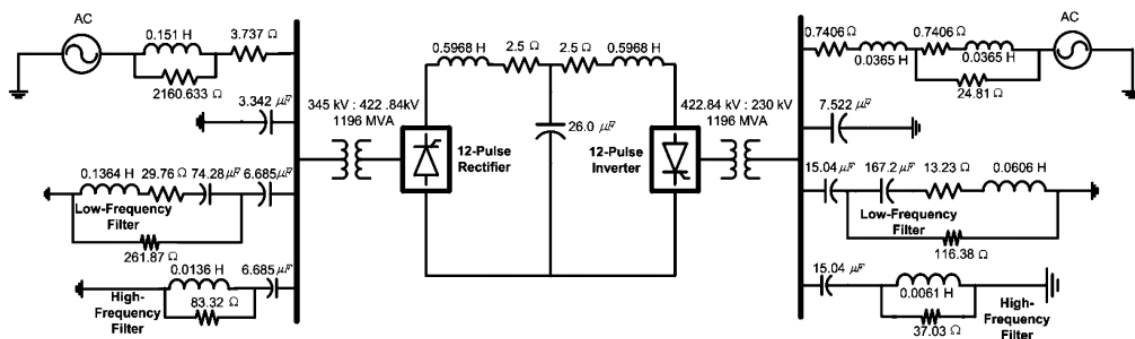 AC
0.151 H
3.737 Ω
2160.633 Ω
3.342 μF
0.1364 H
29.76 Ω
74.28 μF
6.685 μF
Low-Frequency
Filter
261.87 Ω
0.0136 H
6.685 μF
83.32 Ω
High-
Frequency
Filter
345 kV : 422 .84kV
1196 MVA
12-Pulse
Rectifier
0.5968 H
2.5 Ω
2.5 Ω
0.5968 H
26.0 μF
12-Pulse
Inverter
422.84 kV : 230 kV
1196 MVA
0.7406 Ω
0.0365 H
0.7406 Ω
0.0365 H
24.81 Ω
AC
7.522 μF
15.04 μF
167.2 μF
13.23 Ω
0.0606 H
Low-Frequency
Filter
116.38 Ω
15.04 μF
0.0061 H
37.03 Ω
High-
Frequency
Filter